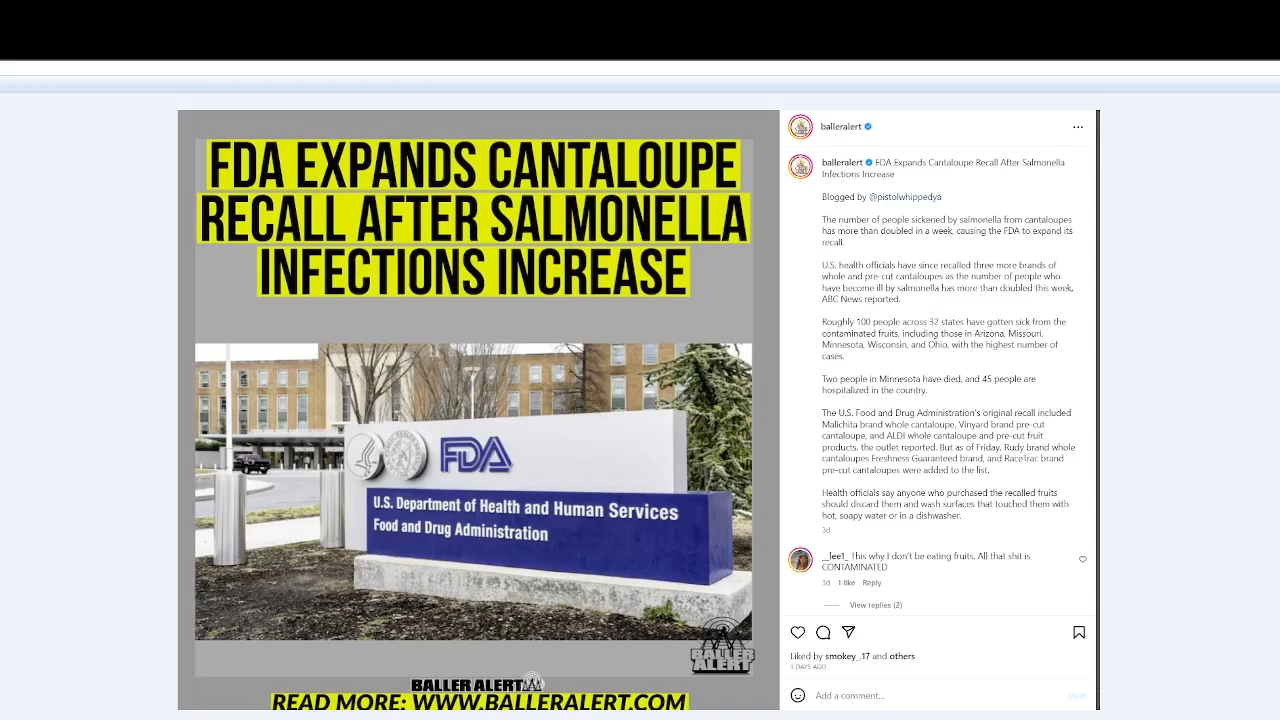 FDA EXPANDS CANTALOUPE
RECALL AFTER SALMONELLA
INFECTIONS INCREASE
FDA
U.S. Department of Health and Human Services
Food and Drug Administration
BALLER
ALERT
BALLER ALERT
READ MORE: WWW.BALLERALERT.COM
balleralert
balleralert FDA Expands Cantaloupe Recall After Salmonella
Infections Increase
Blogged by @pistolwhippedya
The number of people sickened by salmonella from cantaloupes
has more than doubled in a week, causing the FDA to expand its
recall.
U.S. health officials have since recalled three more brands of
whole and pre-cut cantaloupes as the number of people who
have become ill by salmonella has more than doubled this week,
ABC News reported.
Roughly 100 people across 32 states have gotten sick from the
contaminated fruits, including those in Arizona, Missouri,
Minnesota, Wisconsin, and Ohio, with the highest number of
cases.
Two people in Minnesota have died, and 45 people are
hospitalized in the country.
The U.S. Food and Drug Administration's original recall included
Malichita brand whole cantaloupe, Vinyard brand pre-cut
cantaloupe, and ALDI whole cantaloupe and pre-cut fruit
products, the outlet reported. But as of Friday, Rudy brand whole
cantaloupes Freshness Guaranteed brand, and RaceTrac brand
pre-cut cantaloupes were added to the list.
Health officials say anyone who purchased the recalled fruits
should discard them and wash surfaces that touched them with
hot, soapy water or in a dishwasher.
3d
__lee1_ This why I don't be eating fruits. All that shit is
CONTAMINATED
3d 1 like Reply
View replies (2)
Liked by smokey_.17 and others
3 DAYS AGO
Add a comment...
Post